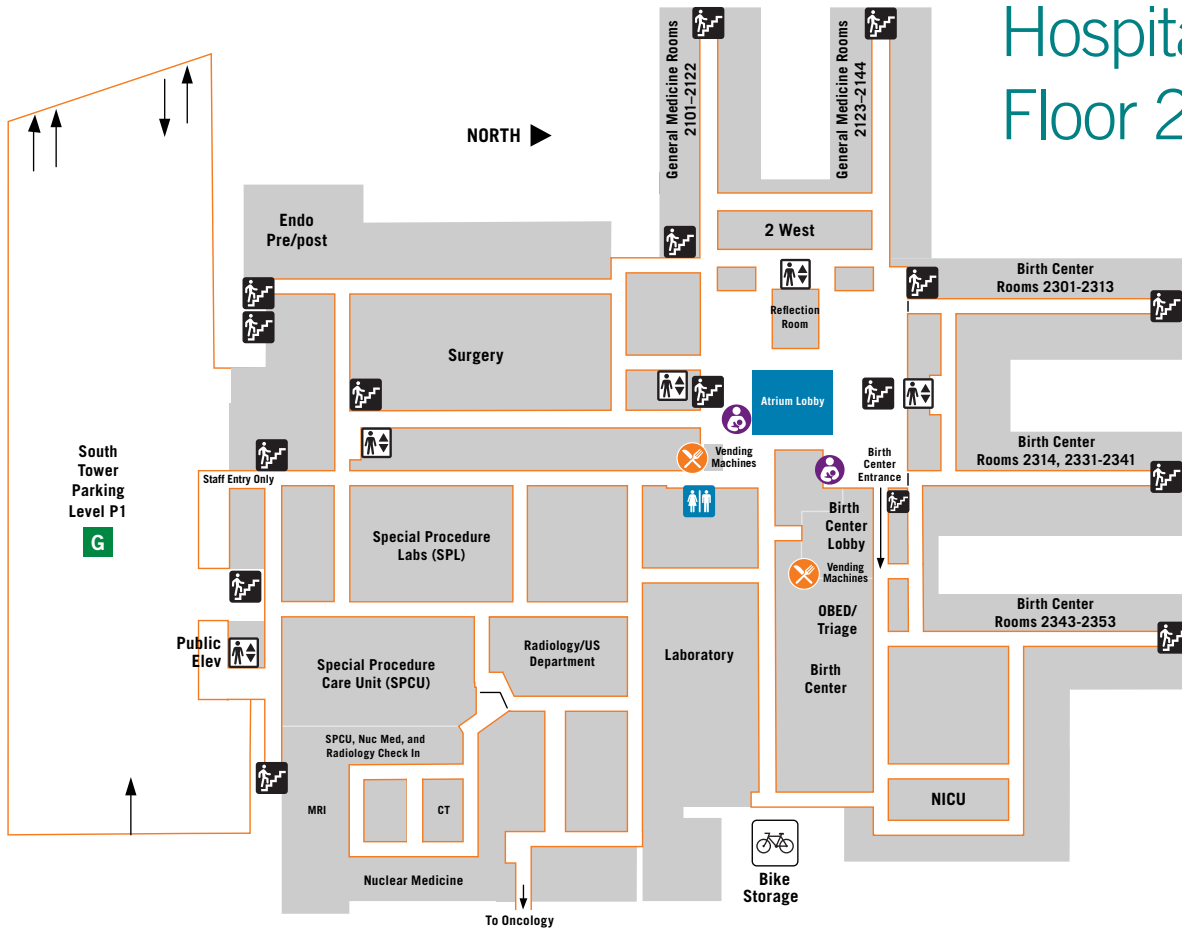 Hospita
Floor 2
NORTH
General Medicine Rooms
2101–2122
General Medicine Rooms
2123–2144
Endo
Pre/post
2 West
Birth Center
Rooms 2301-2313
Reflection
Room
Surgery
Atrium Lobby
South
Tower
Parking
Level P1
G
Staff Entry Only
Vending
Machines
Birth
Center
Entrance
Birth Center
Rooms 2314, 2331-2341
Special Procedure
Labs (SPL)
Birth
Center
Lobby
Vending
Machines
OBED/
Triage
Birth Center
Rooms 2343-2353
Public
Elev
Special Procedure
Care Unit (SPCU)
Radiology/US
Department
Laboratory
Birth
Center
SPCU, Nuc Med, and
Radiology Check In
MRI
CT
NICU
Nuclear Medicine
Bike
Storage
To Oncology